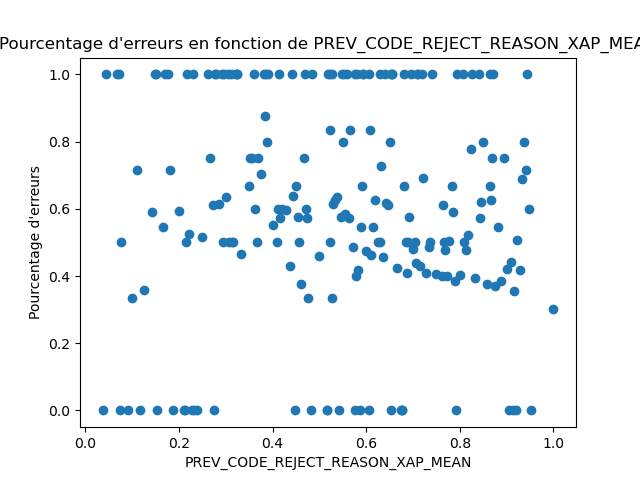 Pourcentage d'erreurs en fonction de PREV_CODE_REJECT_REASON_XAP_MEA
Pourcentage d'erreurs
1.0
0.8
0.6
0.4
0.2
0.0
0.0 0.2 0.4 0.6 0.8 1.0
PREV_CODE_REJECT_REASON_XAP_MEAN